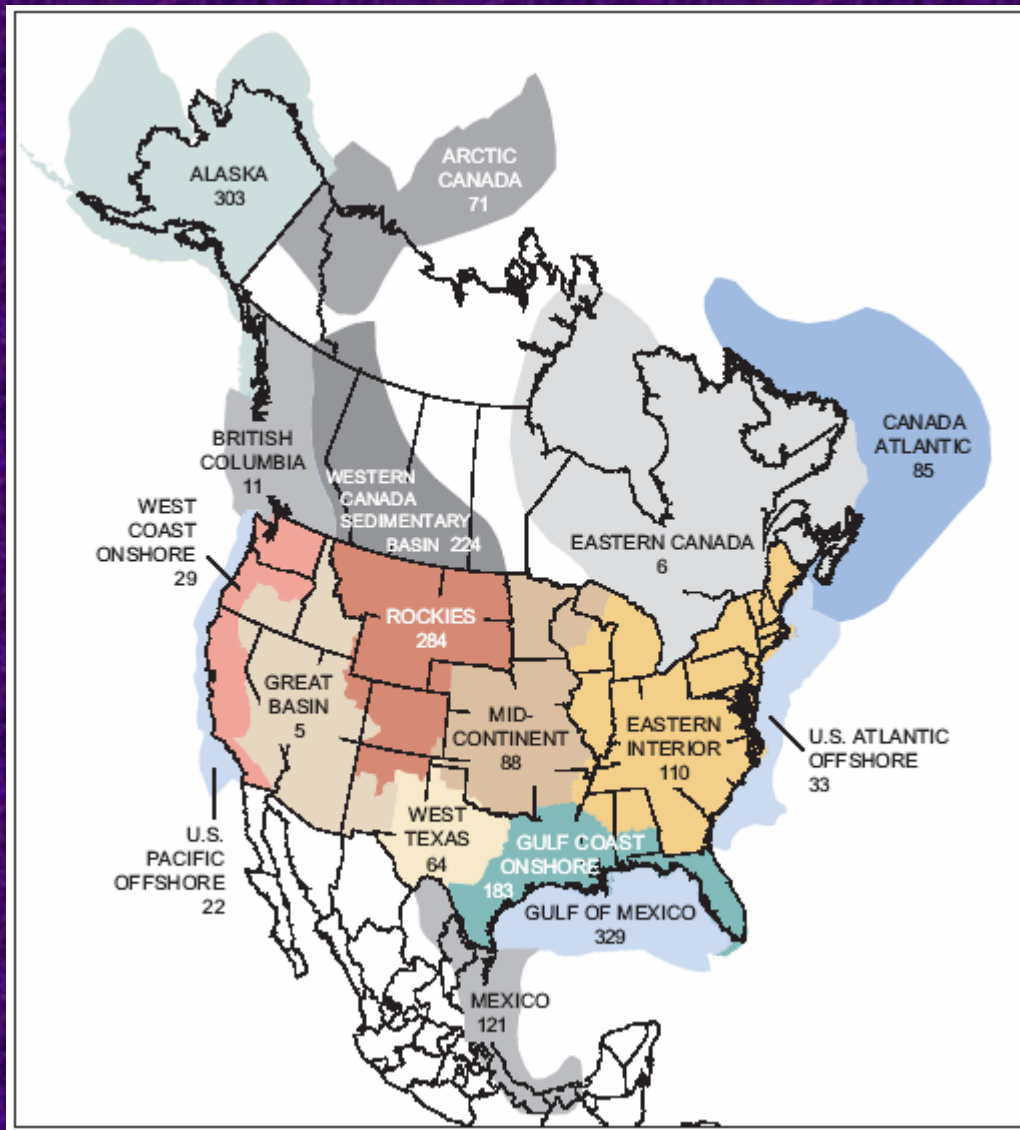 ALASKA
303
ARCTIC
CANADA
71
BRITISH
COLUMBIA
11
WESTERN
CANADA
SEDIMENTARY
BASIN 224
CANADA
ATLANTIC
85
EASTERN CANADA
6
WEST
COAST
ONSHORE
29
ROCKIES
284
GREAT
BASIN
5
MID-
CONTINENT
88
EASTERN
INTERIOR
110
U.S. ATLANTIC
OFFSHORE
33
U.S.
PACIFIC
OFFSHORE
22
WEST
TEXAS
64
GULF COAST
ONSHORE
183
GULF OF MEXICO
329
MEXICO
121